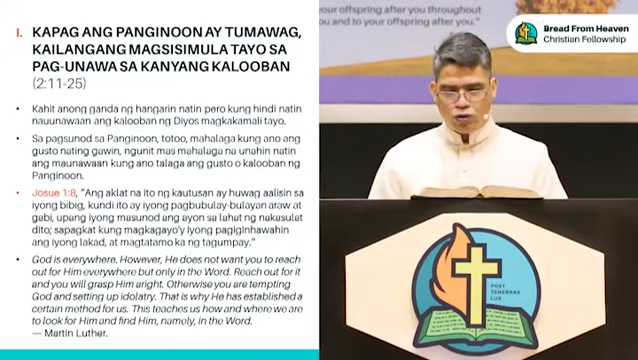 I. KAPAG ANG PANGINOON AY TUMAWAG,
KAILANGANG MAGSISIMULA TAYO SA
PAG-UNAWA SA KANYANG KALOOBAN
(2:11-25)
• Kahit anong ganda ng hangarin natin pero kung hindi natin
nauunawaan ang kalooban ng Diyos magkakamali tayo.
• Sa pagsunod sa Panginoon, totoo, mahalaga kung ano ang
gusto nating gawin, ngunit mas mahalaga na unahin natin
ang maunawaan kung ano talaga ang gusto o kalooban ng
Panginoon.
• Josue 1:8, “Ang aklat na ito ng kautusan ay huwag aalisin sa
iyong bibig, kundi ito ay iyong pagbubulay-bulayan araw at
gabi, upang iyong masunod ang ayon sa lahat ng nakasulat
dito; sapagkat kung magkagayo'y iyong pagiginhawahin
ang iyong lakad, at magtatamo ka ng tagumpay.”
• God is everywhere. However, He does not want you to reach
out for Him everywhere but only in the Word. Reach out for it
and you will grasp Him aright. Otherwise you are tempting
God and setting up idolatry. That is why He has established a
certain method for us. This teaches us how and where we are
to look for Him and find Him, namely, in the Word.
— Martin Luther.
your offspring after you throughout
you and to your offspring after you.”
Bread From Heaven
Christian Fellowship
POST
TENEBRAS
LUX